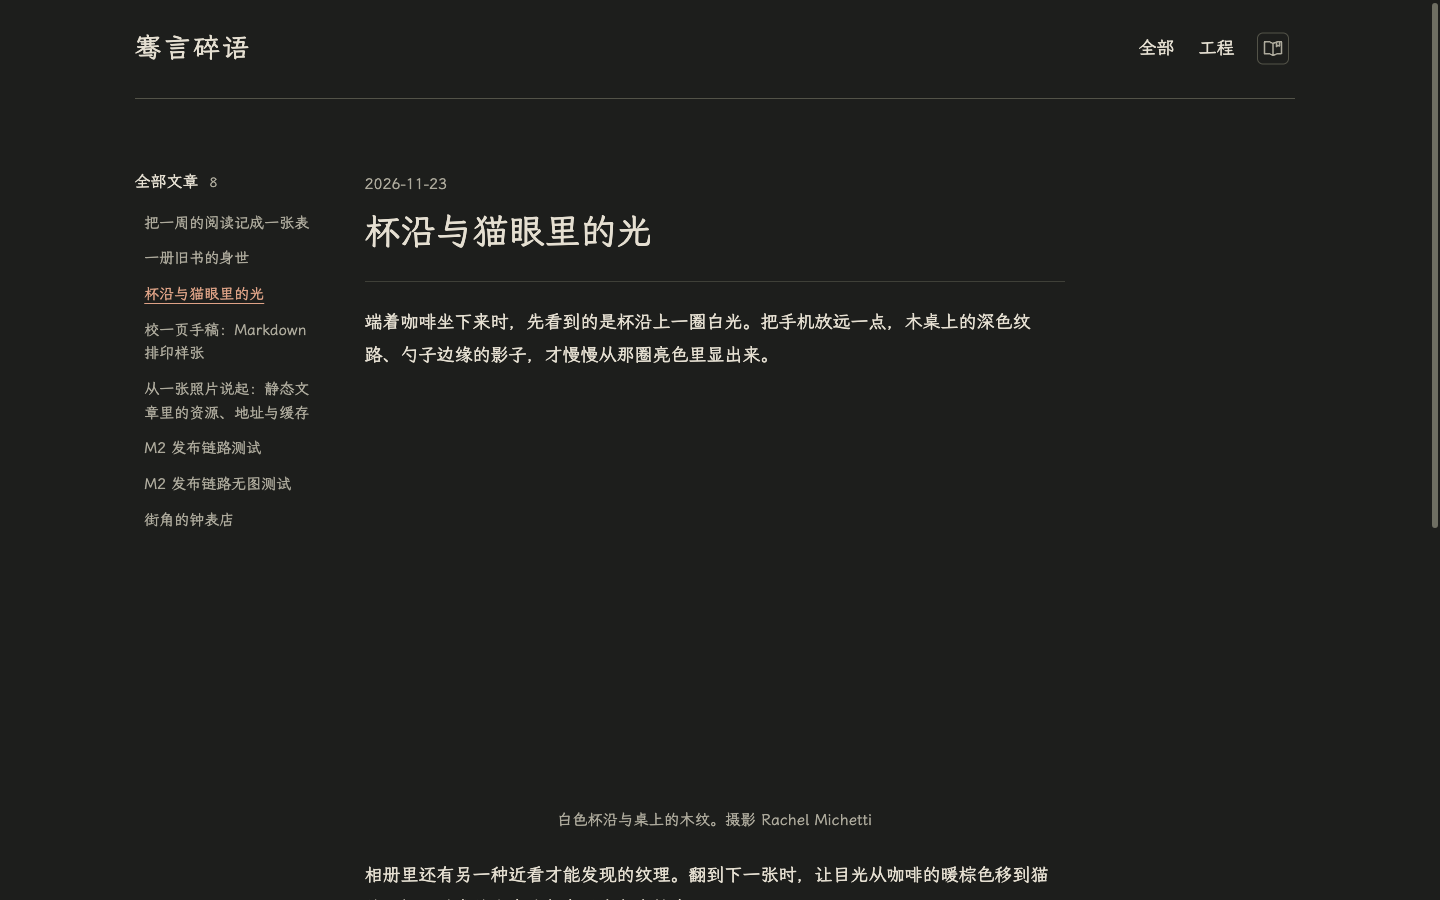 骞言碎语
全部
工程
全部文章 8
把一周的阅读记成一张表
一册旧书的身世
杯沿与猫眼里的光
校一页手稿：Markdown
排印样张
从一张照片说起：静态文
章里的资源、地址与缓存
M2 发布链路测试
M2 发布链路无图测试
街角的钟表店
2026-11-23
杯沿与猫眼里的光
端着咖啡坐下来时，先看到的是杯沿上一圈白光。把手机放远一点，木桌上的深色纹
路、勺子边缘的影子，才慢慢从那圈亮色里显出来。
白色杯沿与桌上的木纹。摄影 Rachel Michetti
相册里还有另一种近看才能发现的纹理。翻到下一张时，让目光从咖啡的暖棕色移到猫